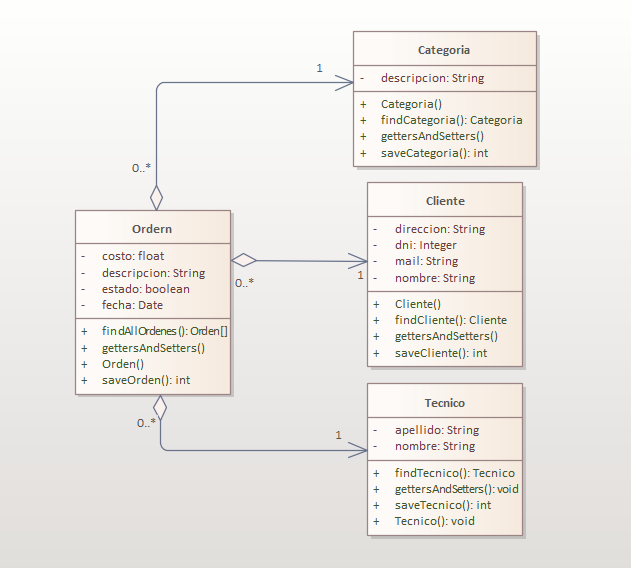 Categoria
- descripcion: String
+ Categoria()
+ findCategoria(): Categoria
+ gettersAndSetters()
+ saveCategoria(): int
1
0..*
Ordern
- costo: float
- descripcion: String
- estado: boolean
- fecha: Date
+ findAllOrdenes(): Orden[]
+ gettersAndSetters()
+ Orden()
+ saveOrden(): int
0..*
1
Cliente
- direccion: String
- dni: Integer
- mail: String
- nombre: String
+ Cliente()
+ findCliente(): Cliente
+ gettersAndSetters()
+ saveCliente(): int
0..*
1
Tecnico
- apellido: String
- nombre: String
+ findTecnico(): Tecnico
+ gettersAndSetters(): void
+ saveTecnico(): int
+ Tecnico(): void